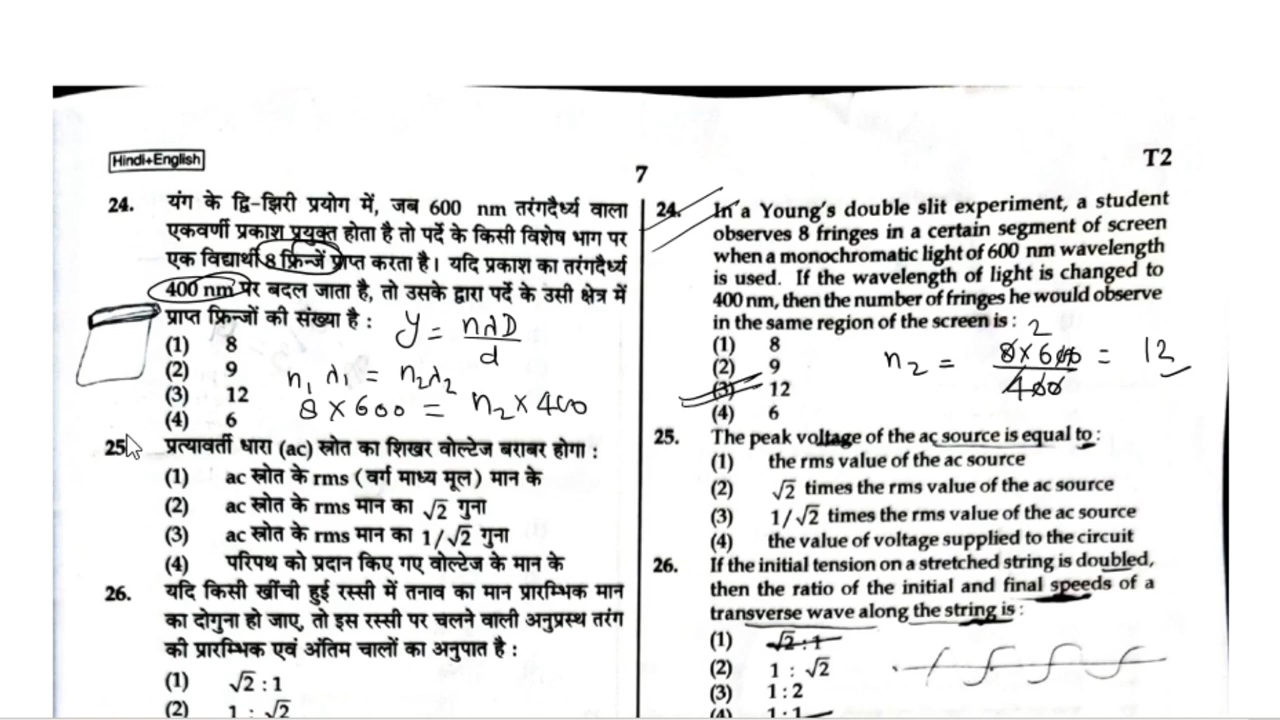 Hindi+English
7
T2
24. यंग के द्वि-झिरी प्रयोग में, जब 600 nm तरंगदैर्ध्य वाला
एकवर्णी प्रकाश प्रयुक्त होता है तो पर्दे के किसी विशेष भाग पर
एक विद्यार्थी 8 फ्रिन्जें प्राप्त करता है। यदि प्रकाश का तरंगदैर्ध्य
400 nm पर बदल जाता है, तो उसके द्वारा पर्दे के उसी क्षेत्र में
प्राप्त फ्रिन्जों की संख्या है :
(1) 8
(2) 9
(3) 12
(4) 6
y = nλD/d
n₁ λ₁ = n₂λ₂
8 × 600 = n₂ × 400
25. प्रत्यावर्ती धारा (ac) स्त्रोत का शिखर वोल्टेज बराबर होगा :
(1) ac स्त्रोत के rms (वर्ग माध्य मूल) मान के
(2) ac स्त्रोत के rms मान का √2 गुना
(3) ac स्त्रोत के rms मान का 1/√2 गुना
(4) परिपथ को प्रदान किए गए वोल्टेज के मान के
26. यदि किसी खींची हुई रस्सी में तनाव का मान प्रारम्भिक मान
का दोगुना हो जाए, तो इस रस्सी पर चलने वाली अनुप्रस्थ तरंग
की प्रारम्भिक एवं अंतिम चालों का अनुपात है :
(1) √2 : 1
(2) 1 : √2
24. In a Young's double slit experiment, a student
observes 8 fringes in a certain segment of screen
when a monochromatic light of 600 nm wavelength
is used. If the wavelength of light is changed to
400 nm, then the number of fringes he would observe
in the same region of the screen is :
(1) 8
(2) 9
(3) 12
(4) 6
2
n₂ = 8×600/400 = 12
25. The peak voltage of the ac source is equal to :
(1) the rms value of the ac source
(2) √2 times the rms value of the ac source
(3) 1/√2 times the rms value of the ac source
(4) the value of voltage supplied to the circuit
26. If the initial tension on a stretched string is doubled,
then the ratio of the initial and final speeds of a
transverse wave along the string is :
(1) √2 : 1
(2) 1 : √2
(3) 1 : 2
(4) 1 : 1